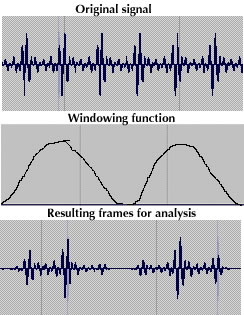 Original signal
Windowing function
Resulting frames for analysis